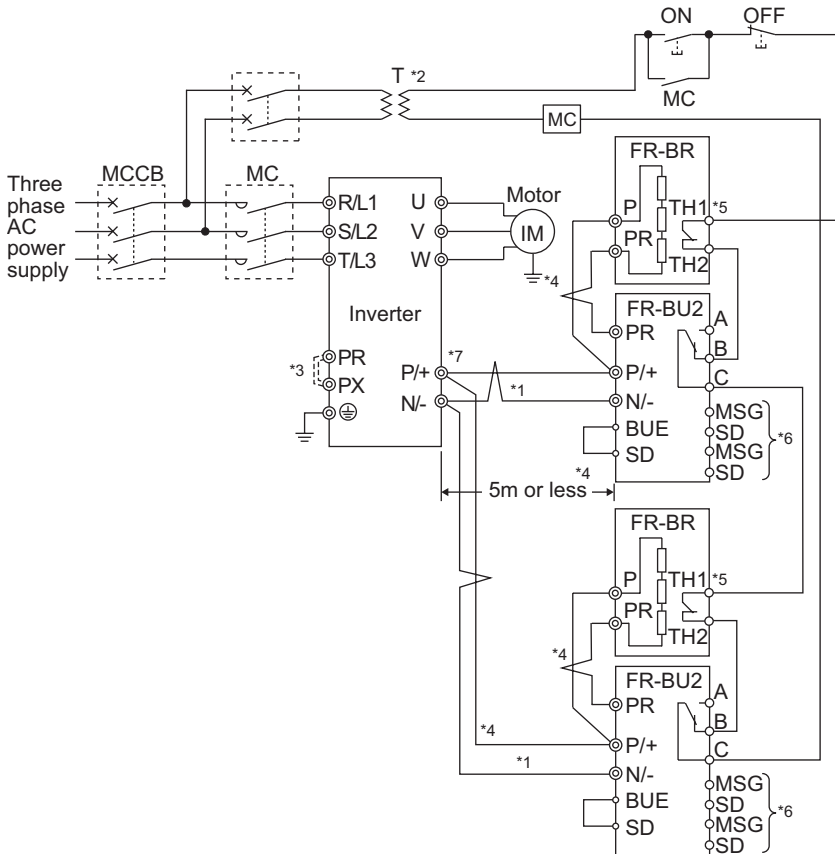 ON OFF
T *2
MC
MC
FR-BR
MCCB MC
Three
phase
AC
power
supply
R/L1
S/L2
T/L3
U
V
W
Motor
IM
P
PR
TH1 *5
TH2
*4
Inverter
FR-BU2
PR
P/+
N/-
BUE
SD
A
B
C
MSG
SD
MSG
SD
*6
*3
PR
PX
P/+
N/-
*7
*1
*4
5m or less
FR-BR
P
PR
TH1 *5
TH2
*4
FR-BU2
PR
P/+
N/-
BUE
SD
A
B
C
MSG
SD
MSG
SD
*6
*4
*1